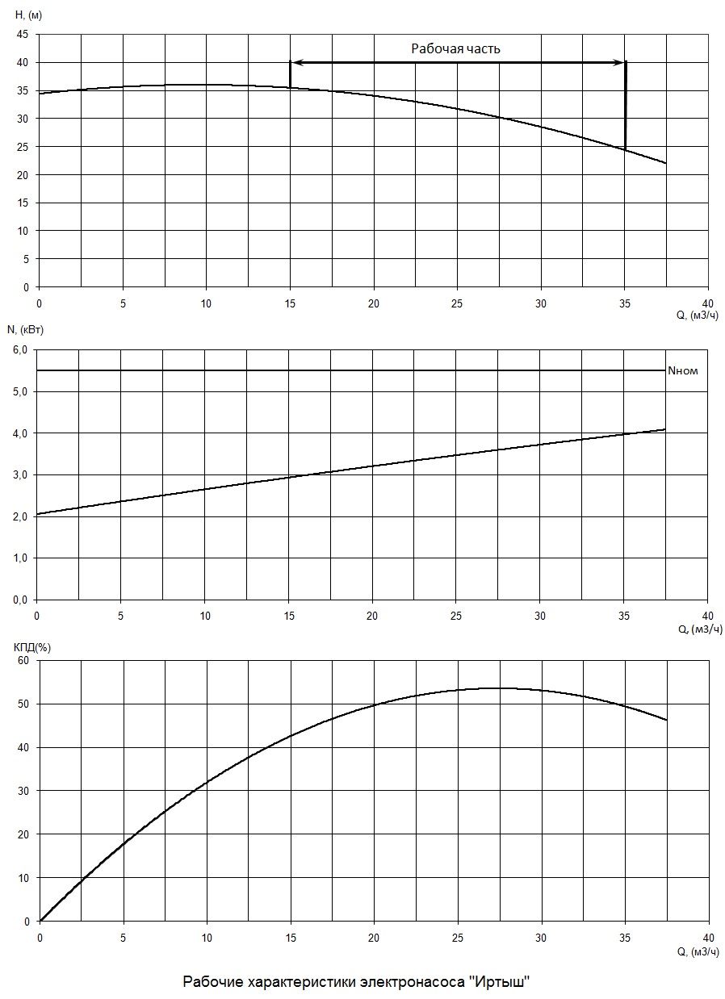 H, (м)
45
Рабочая часть
40
35
30
25
20
15
10
5
0
0 5 10 15 20 25 30 35 40
Q, (м3/ч)
N, (кВт)
6,0
Nном
5,0
4,0
3,0
2,0
1,0
0,0
0 5 10 15 20 25 30 35 40
Q, (м3/ч)
КПД(%)
60
50
40
30
20
10
0
0 5 10 15 20 25 30 35 40
Q, (м3/ч)
Рабочие характеристики электронасоса "Иртыш"